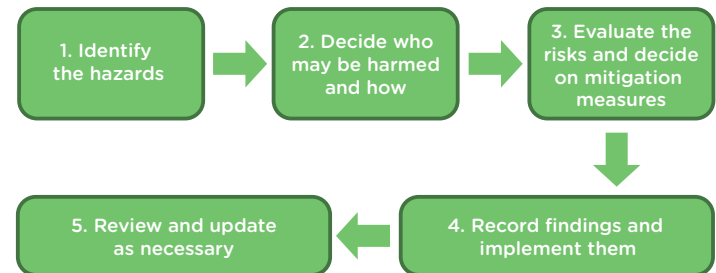 1. Identify
the hazards
2. Decide who
may be harmed
and how
3. Evaluate the
risks and decide
on mitigation
measures
4. Record findings and
implement them
5. Review and update
as necessary